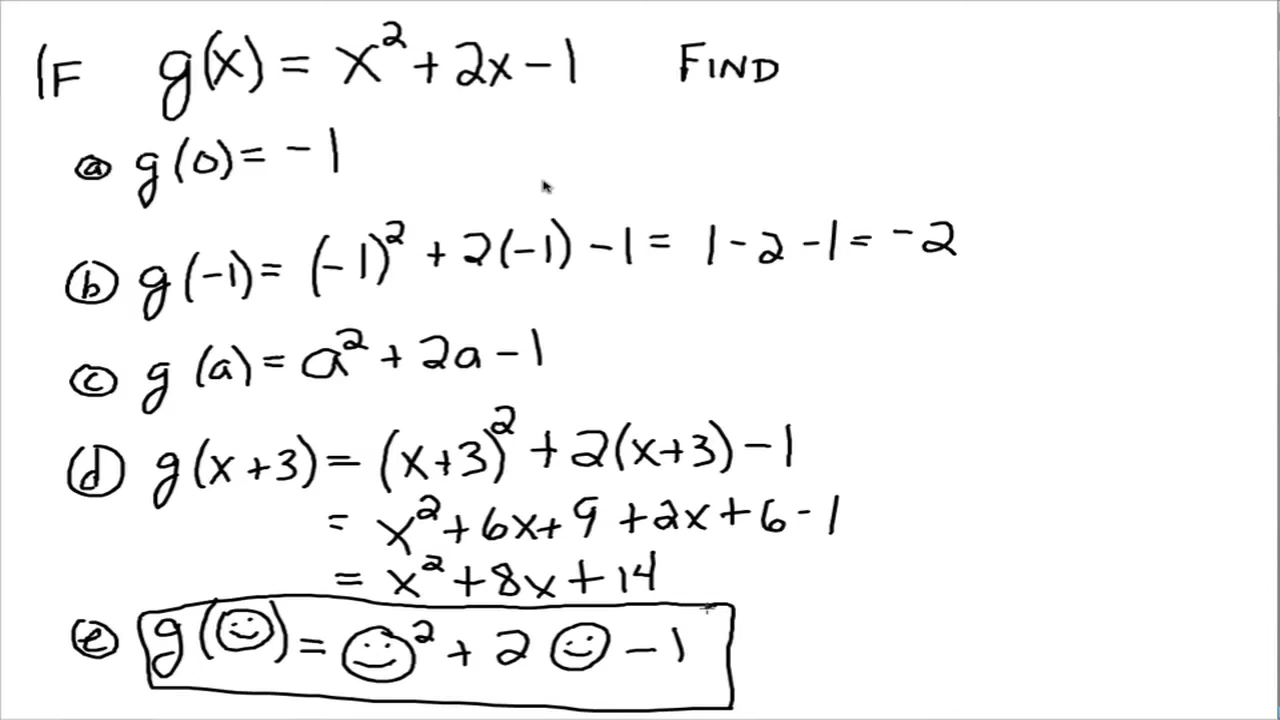 IF g(x) = x² + 2x - 1 FIND
ⓐ g(0) = -1
ⓑ g(-1) = (-1)² + 2(-1) - 1 = 1 - 2 - 1 = -2
ⓒ g(a) = a² + 2a - 1
ⓓ g(x+3) = (x+3)² + 2(x+3) - 1
= x² + 6x + 9 + 2x + 6 - 1
= x² + 8x + 14
ⓔ g(☺) = ☺² + 2 ☺ - 1